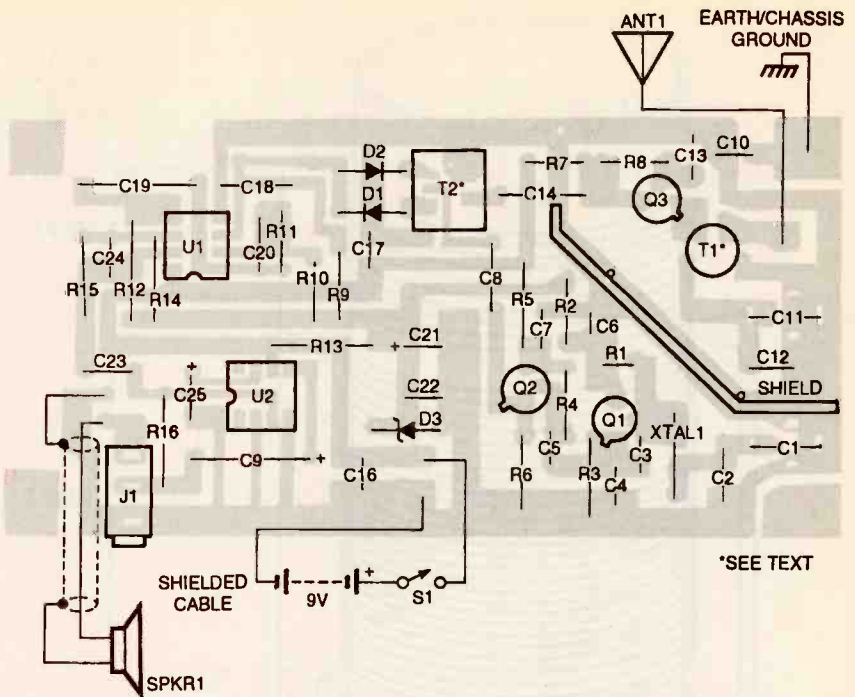 ANT1
EARTH/CHASSIS
GROUND
D2
R7
R8
C13
C10
C19
C18
D1
T2*
C14
Q3
U1
R11
C20
C17
T1*
C24
R15
R12
R14
R10
R9
C8
R5
C7
R2
C6
C11
R13
+
C21
R1
C12
C23
+
C25
U2
C22
Q2
R4
SHIELD
D3
Q1
XTAL1
R16
C9
+
C16
R6
C5
R3
C4
C3
C2
C1
J1
*SEE TEXT
SHIELDED
CABLE
+
9V
S1
SPKR1